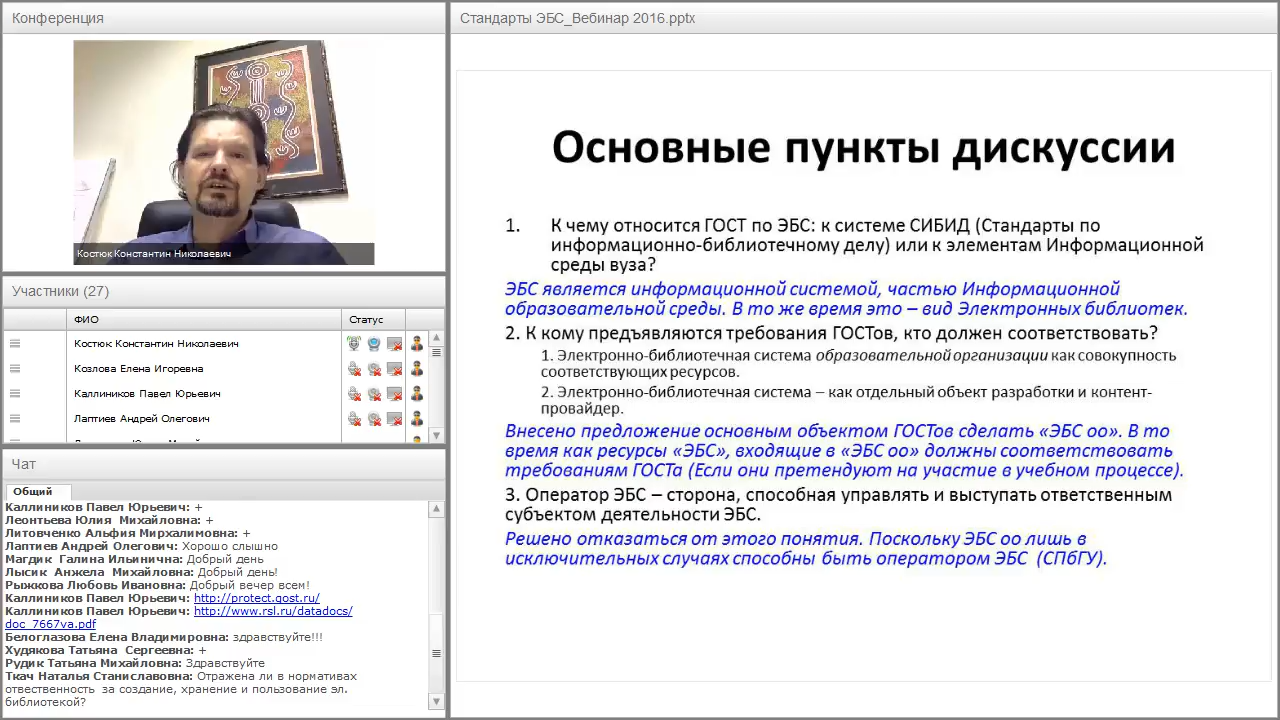 Конференция
Костюк Константин Николаевич
Участники (27)
ФИО
Статус
Костюк Константин Николаевич
Козлова Елена Игоревна
Каллиников Павел Юрьевич
Лаптиев Андрей Олегович
Чат
Общий
Каллиников Павел Юрьевич: +
Леонтьева Юлия Михайловна: +
Литовченко Альфия Мирхалимовна: +
Лаптиев Андрей Олегович: Хорошо слышно
Магдик Галина Ильинична: Добрый день
Лысик Анжела Михайловна: Добрый день!
Рыжкова Любовь Ивановна: Добрый вечер всем!
Каллиников Павел Юрьевич: http://protect.gost.ru/
Каллиников Павел Юрьевич: http://www.rsl.ru/datadocs/
doc_7667va.pdf
Белоглазова Елена Владимировна: здравствуйте!!!
Худякова Татьяна Сергеевна: +
Рудик Татьяна Михайловна: Здравствуйте
Ткач Наталья Станиславовна: Отражена ли в нормативах
отвественность за создание, хранение и пользование эл.
библиотекой?
Стандарты ЭБС_Вебинар 2016.pptx
Основные пункты дискуссии
1. К чему относится ГОСТ по ЭБС: к системе СИБИД (Стандарты по
информационно-библиотечному делу) или к элементам Информационной
среды вуза?
ЭБС является информационной системой, частью Информационной
образовательной среды. В то же время это – вид Электронных библиотек.
2. К кому предъявляются требования ГОСТов, кто должен соответствовать?
1. Электронно-библиотечная система образовательной организации как совокупность
соответствующих ресурсов.
2. Электронно-библиотечная система – как отдельный объект разработки и контент-
провайдер.
Внесено предложение основным объектом ГОСТов сделать «ЭБС оо». В то
время как ресурсы «ЭБС», входящие в «ЭБС оо» должны соответствовать
требованиям ГОСТа (Если они претендуют на участие в учебном процессе).
3. Оператор ЭБС – сторона, способная управлять и выступать ответственным
субъектом деятельности ЭБС.
Решено отказаться от этого понятия. Поскольку ЭБС оо лишь в
исключительных случаях способны быть оператором ЭБС (СПбГУ).